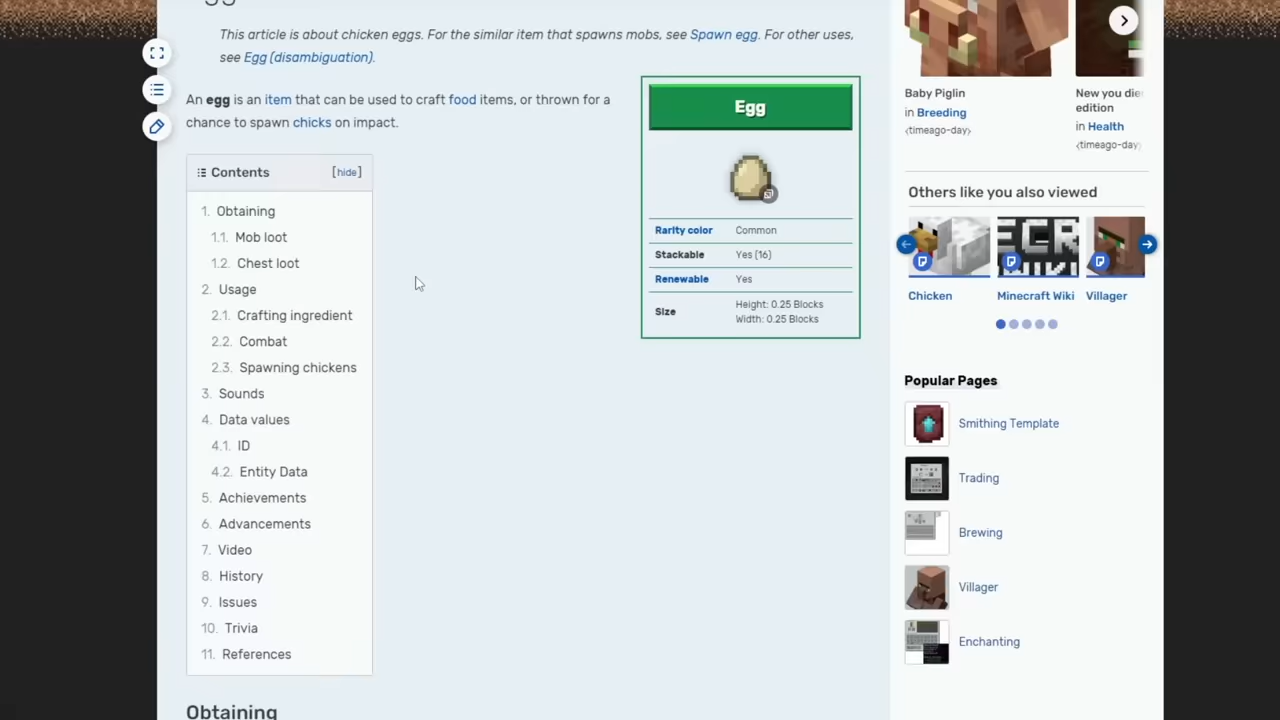 Egg
This article is about chicken eggs. For the similar item that spawns mobs, see Spawn egg. For other uses,
see Egg (disambiguation).
An egg is an item that can be used to craft food items, or thrown for a
chance to spawn chicks on impact.
Contents [hide]
1. Obtaining
1.1. Mob loot
1.2. Chest loot
2. Usage
2.1. Crafting ingredient
2.2. Combat
2.3. Spawning chickens
3. Sounds
4. Data values
4.1. ID
4.2. Entity Data
5. Achievements
6. Advancements
7. Video
8. History
9. Issues
10. Trivia
11. References
Obtaining
Egg
Rarity color Common
Stackable Yes (16)
Renewable Yes
Size Height: 0.25 Blocks
Width: 0.25 Blocks
Baby Piglin
in Breeding
<timeago-day>
New you die
edition
in Health
<timeago-day>
Others like you also viewed
Chicken
Minecraft Wiki
Villager
Popular Pages
Smithing Template
Trading
Brewing
Villager
Enchanting